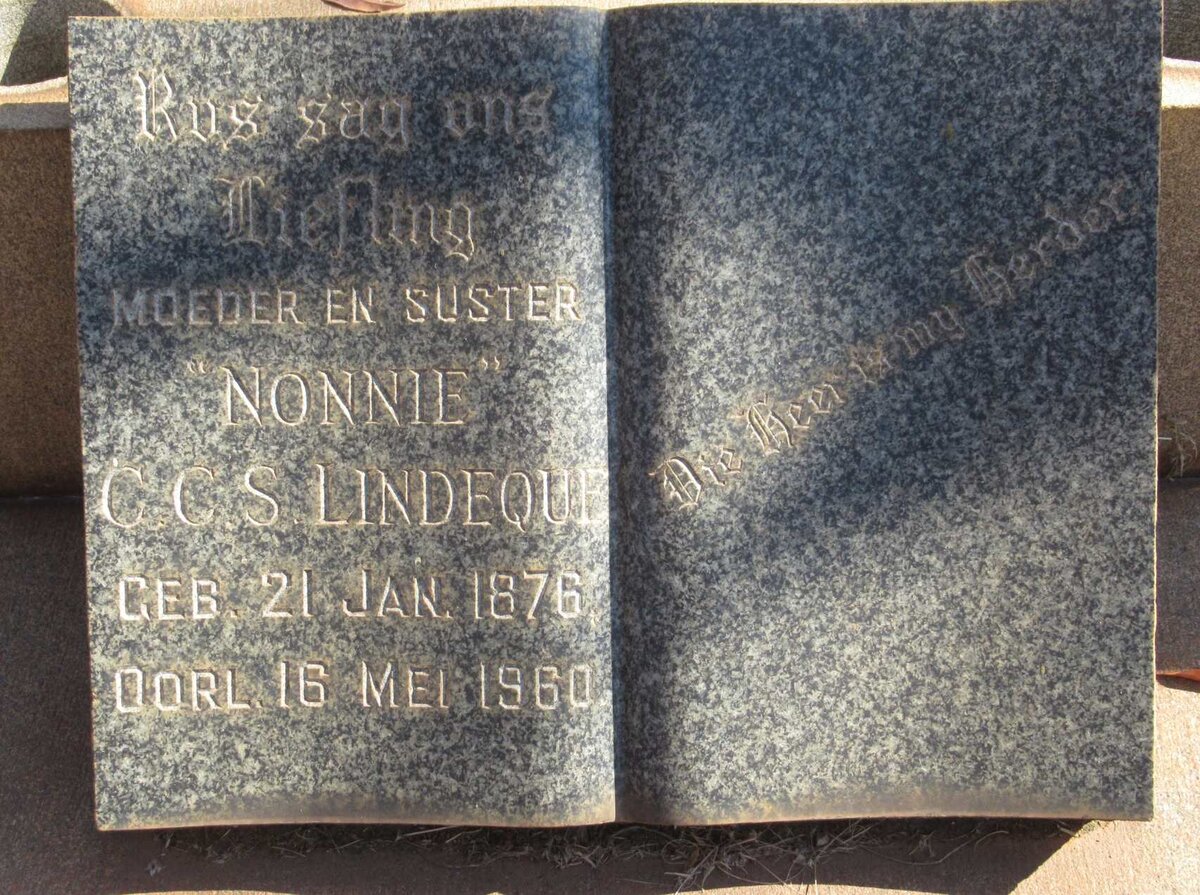 Rus sag ons
Liefling
MOEDER EN SUSTER
"NONNIE"
C.C.S. LINDEQUE
GEB. 21 JAN. 1876,
OORL. 16 MEI 1960
Die Heer is my Herder